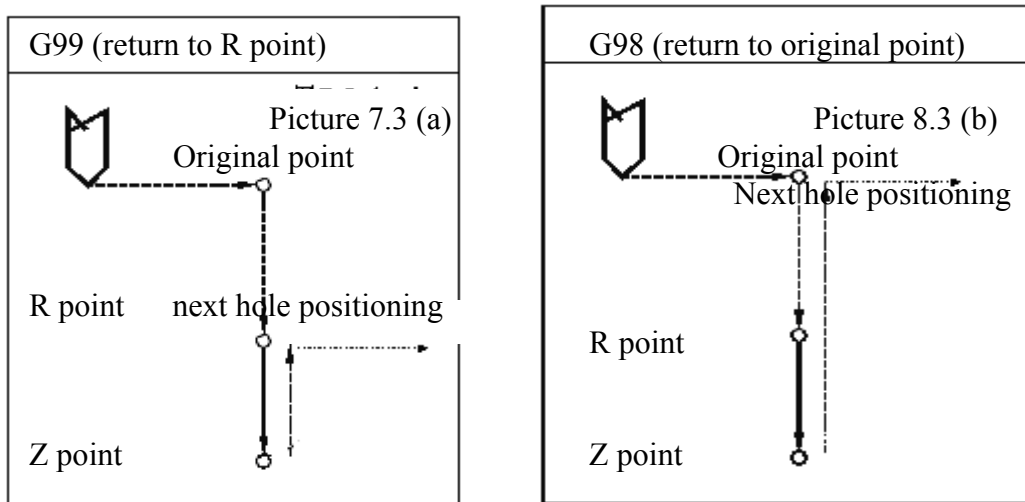 G99 (return to R point)
Picture 7.3 (a)
Original point
R point next hole positioning
Z point
G98 (return to original point)
Picture 8.3 (b)
Original point
Next hole positioning
R point
Z point